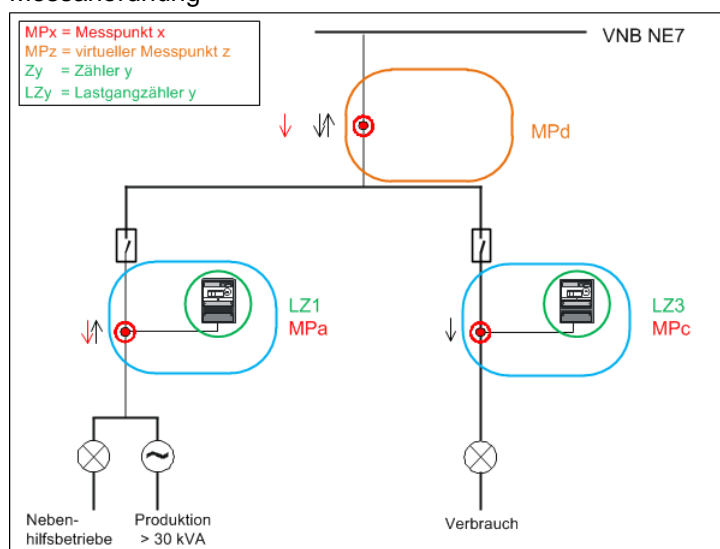 Messanordnung
MPx = Messpunkt x
MPz = virtueller Messpunkt z
Zy = Zähler y
LZy = Lastgangzähler y
VNB NE7
MPd
LZ1
MPa
LZ3
MPc
Neben-
hilfsbetriebe
Produktion
> 30 kVA
Verbrauch